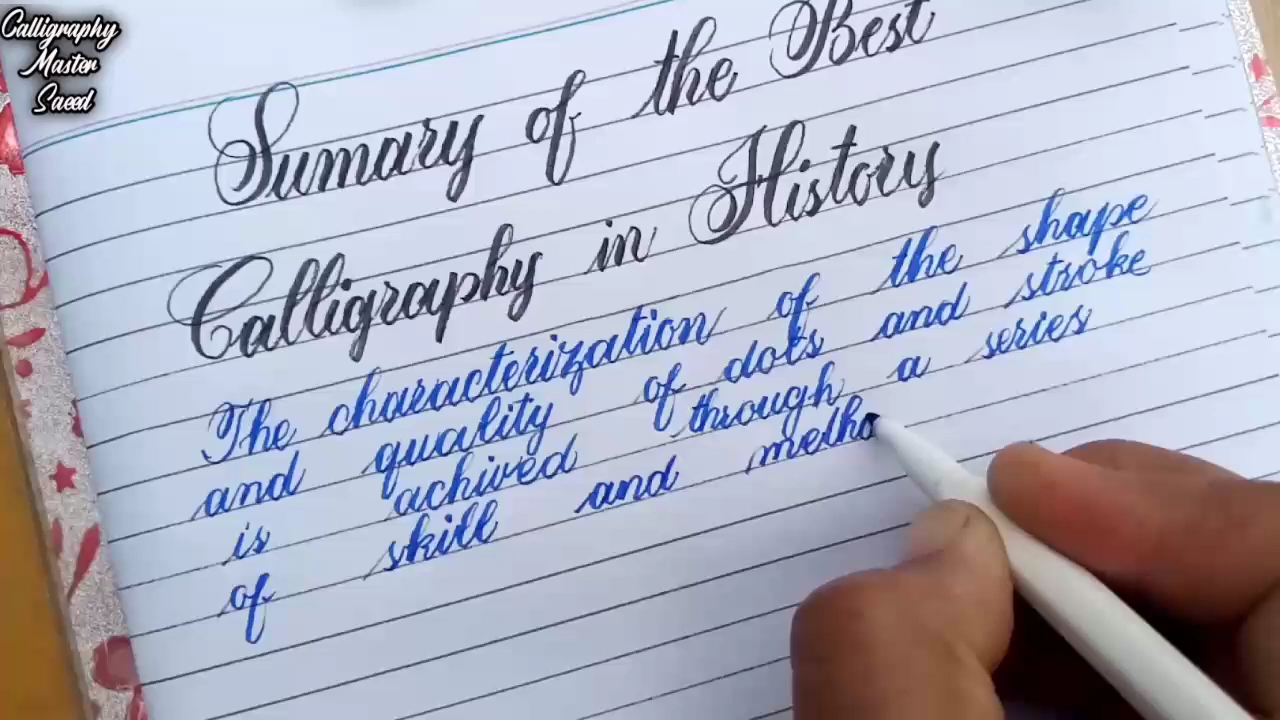 Calligraphy
Master
Saeed
Sumary of the Best
Calligraphy in History
The characterization of the shape
and quality of dots and stroke
is achived through a series
of skill and metho